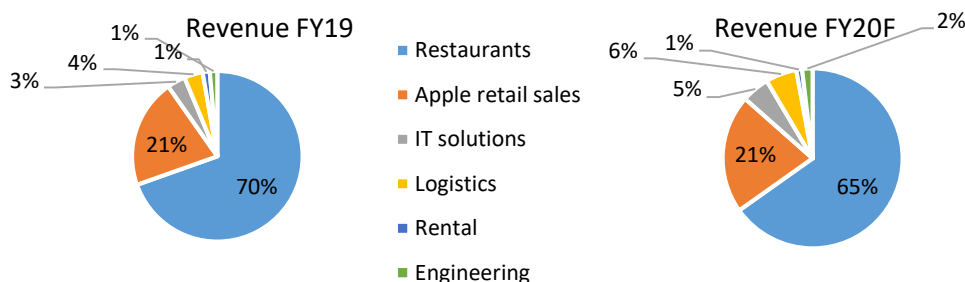 Revenue FY19
1%
1%
4%
3%
21%
70%
Restaurants
Apple retail sales
IT solutions
Logistics
Rental
Engineering
Revenue FY20F
2%
1%
6%
5%
21%
65%